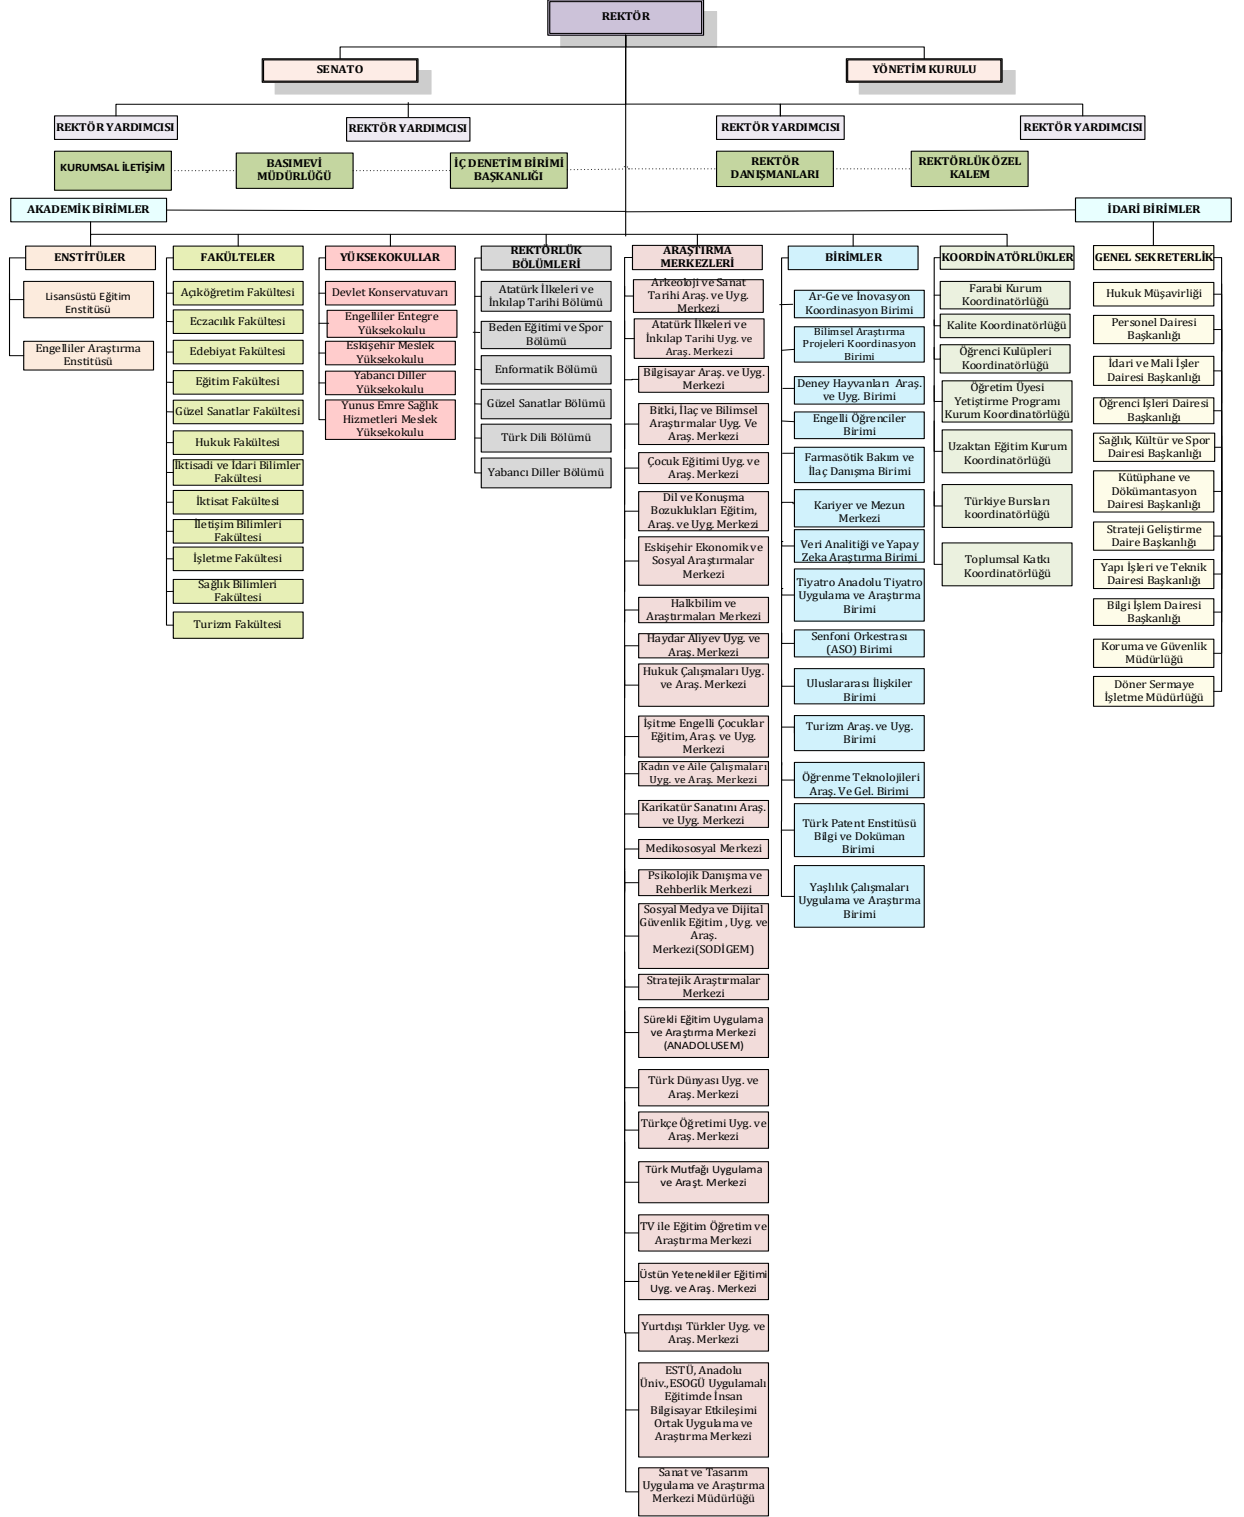 REKTÖR
SENATO
YÖNETİM KURULU
REKTÖR YARDIMCISI
REKTÖR YARDIMCISI
REKTÖR YARDIMCISI
REKTÖR YARDIMCISI
KURUMSAL İLETİŞİM
BASIMEVİ
MÜDÜRLÜĞÜ
İÇ DENETİM BİRİMİ
BAŞKANLIĞI
REKTÖR
DANIŞMANLARI
REKTÖRLÜK ÖZEL
KALEM
AKADEMİK BİRİMLER
İDARİ BİRİMLER
ENSTİTÜLER
Lisansüstü Eğitim
Enstitüsü
Engelliler Araştırma
Enstitüsü
FAKÜLTELER
Açıköğretim Fakültesi
Eczacılık Fakültesi
Edebiyat Fakültesi
Eğitim Fakültesi
Güzel Sanatlar Fakültesi
Hukuk Fakültesi
İktisadi ve İdari Bilimler
Fakültesi
İktisat Fakültesi
İletişim Bilimleri
Fakültesi
İşletme Fakültesi
Sağlık Bilimleri
Fakültesi
Turizm Fakültesi
YÜKSEKOKULLAR
Devlet Konservatuvarı
Engelliler Entegre
Yüksekokulu
Eskişehir Meslek
Yüksekokulu
Yabancı Diller
Yüksekokulu
Yunus Emre Sağlık
Hizmetleri Meslek
Yüksekokulu
REKTÖRLÜK
BÖLÜMLERİ
Atatürk İlkeleri ve
İnkılap Tarihi Bölümü
Beden Eğitimi ve Spor
Bölümü
Enformatik Bölümü
Güzel Sanatlar Bölümü
Türk Dili Bölümü
Yabancı Diller Bölümü
ARAŞTIRMA
MERKEZLERİ
Arkeoloji ve Sanat
Tarihi Araş. ve Uyg.
Merkezi
Atatürk İlkeleri ve
İnkılap Tarihi Uyg. ve
Araş. Merkezi
Bilgisayar Araş. ve Uyg.
Merkezi
Bitki, İlaç ve Bilimsel
Araştırmalar Uyg. Ve
Araş. Merkezi
Çocuk Eğitimi Uyg. ve
Araş. Merkezi
Dil ve Konuşma
Bozuklukları Eğitim,
Araş. ve Uyg. Merkezi
Eskişehir Ekonomik ve
Sosyal Araştırmalar
Merkezi
Halkbilim ve
Araştırmaları Merkezi
Haydar Aliyev Uyg. ve
Araş. Merkezi
Hukuk Çalışmaları Uyg.
ve Araş. Merkezi
İşitme Engelli Çocuklar
Eğitim, Araş. ve Uyg.
Merkezi
Kadın ve Aile Çalışmaları
Uyg. ve Araş. Merkezi
Karikatür Sanatını Araş.
ve Uyg. Merkezi
Medikososyal Merkezi
Psikolojik Danışma ve
Rehberlik Merkezi
Sosyal Medya ve Dijital
Güvenlik Eğitim , Uyg. ve
Araş.
Merkezi(SODİGEM)
Stratejik Araştırmalar
Merkezi
Sürekli Eğitim Uygulama
ve Araştırma Merkezi
(ANADOLUSEM)
Türk Dünyası Uyg. ve
Araş. Merkezi
Türkçe Öğretimi Uyg. ve
Araş. Merkezi
Türk Mutfağı Uygulama
ve Araşt. Merkezi
TV ile Eğitim Öğretim ve
Araştırma Merkezi
Üstün Yetenekliler Eğitimi
Uyg. ve Araş. Merkezi
Yurtdışı Türkler Uyg. ve
Araş. Merkezi
ESTÜ, Anadolu
Üniv.,ESOGÜ Uygulamalı
Eğitimde İnsan
Bilgisayar Etkileşimi
Ortak Uygulama ve
Araştırma Merkezi
Sanat ve Tasarım
Uygulama ve Araştırma
Merkezi Müdürlüğü
BİRİMLER
Ar-Ge ve İnovasyon
Koordinasyon Birimi
Bilimsel Araştırma
Projeleri Koordinasyon
Birimi
Deney Hayvanları Araş.
ve Uyg. Birimi
Engelli Öğrenciler
Birimi
Farmasötik Bakım ve
İlaç Danışma Birimi
Kariyer ve Mezun
Merkezi
Veri Analitiği ve Yapay
Zeka Araştırma Birimi
Tiyatro Anadolu Tiyatro
Uygulama ve Araştırma
Birimi
Senfoni Orkestrası
(ASO) Birimi
Uluslararası İlişkiler
Birimi
Turizm Araş. ve Uyg.
Birimi
Öğrenme Teknolojileri
Araş. Ve Gel. Birimi
Türk Patent Enstitüsü
Bilgi ve Doküman
Birimi
Yaşlılık Çalışmaları
Uygulama ve Araştırma
Birimi
KOORDİNATÖRLÜKLER
Farabi Kurum
Koordinatörlüğü
Kalite Koordinatörlüğü
Öğrenci Kulüpleri
Koordinatörlüğü
Öğretim Üyesi
Yetiştirme Programı
Kurum Koordinatörlüğü
Uzaktan Eğitim Kurum
Koordinatörlüğü
Türkiye Bursları
koordinatörlüğü
Toplumsal Katkı
Koordinatörlüğü
GENEL SEKRETERLİK
Hukuk Müşavirliği
Personel Dairesi
Başkanlığı
İdari ve Mali İşler
Dairesi Başkanlığı
Öğrenci İşleri Dairesi
Başkanlığı
Sağlık, Kültür ve Spor
Dairesi Başkanlığı
Kütüphane ve
Dökümantasyon
Dairesi Başkanlığı
Strateji Geliştirme
Daire Başkanlığı
Yapı İşleri ve Teknik
Dairesi Başkanlığı
Bilgi İşlem Dairesi
Başkanlığı
Koruma ve Güvenlik
Müdürlüğü
Döner Sermaye
İşletme Müdürlüğü